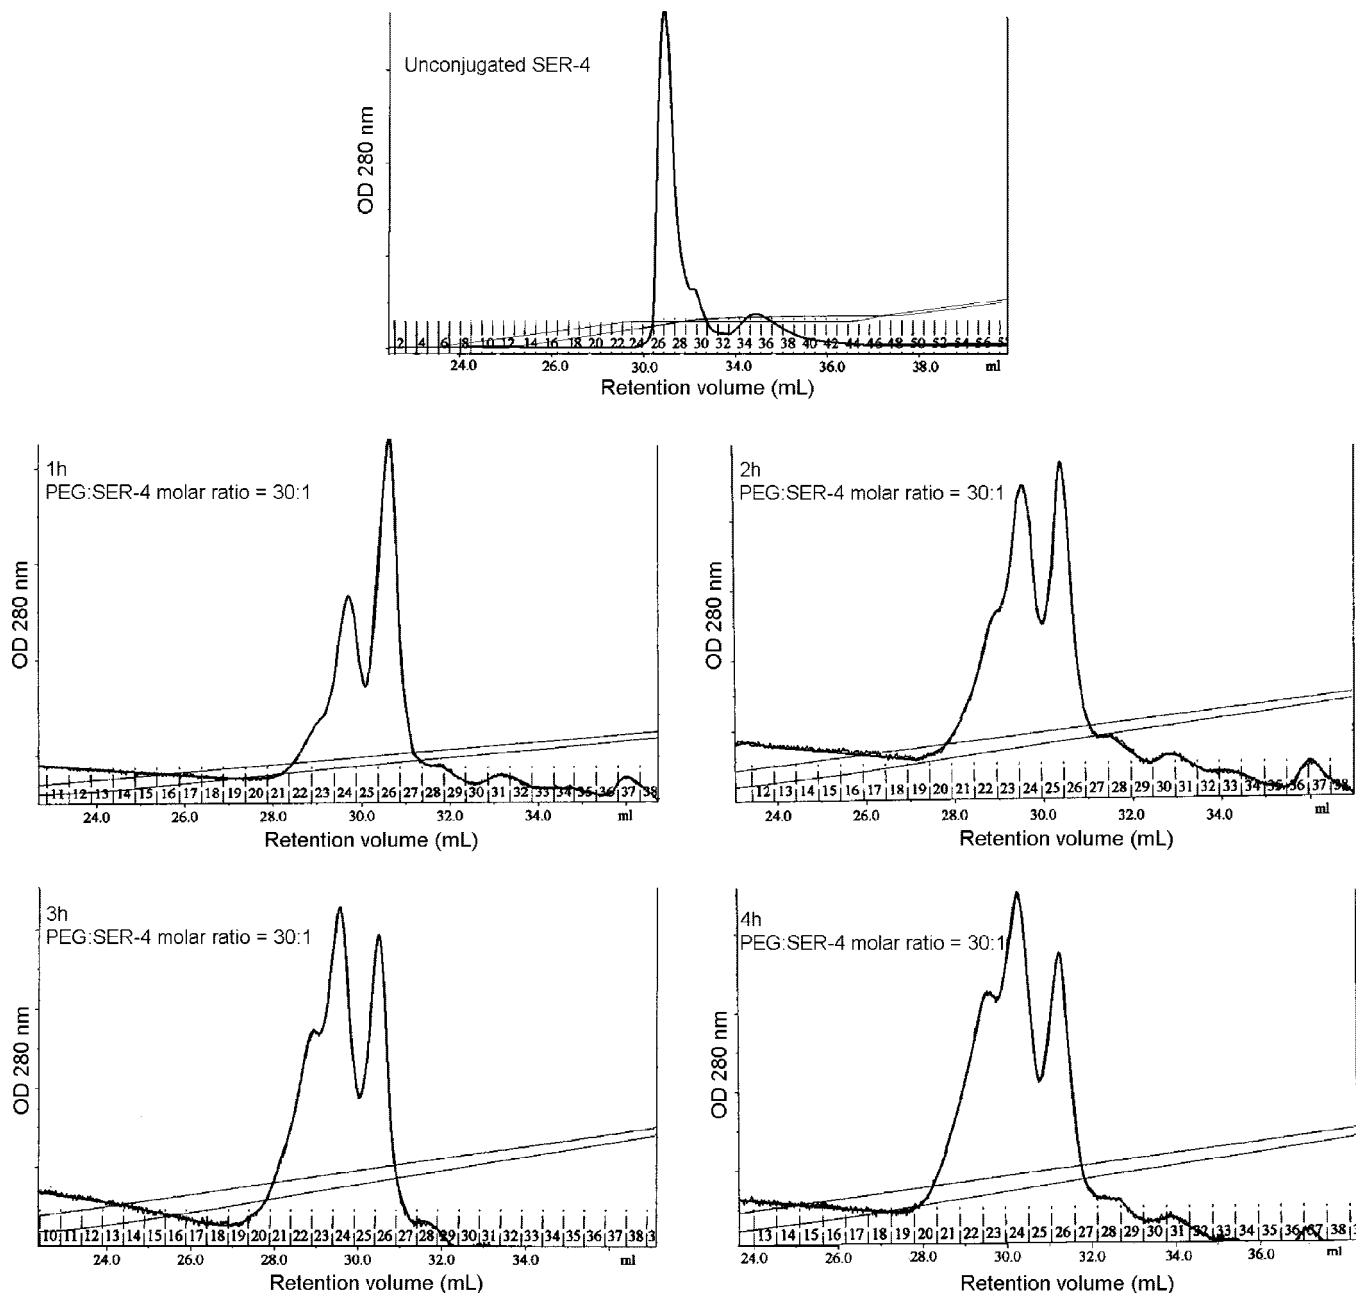 Unconjugated SER-4
OD 280 nm
2 4 6 8 10 12 14 16 18 20 22 24 26 28 30 32 34 36 38 40 42 44 46 48 50 52 54 56
24.0 26.0 30.0 34.0 36.0 38.0 ml
Retention volume (mL)
1h
PEG:SER-4 molar ratio = 30:1
OD 280 nm
11 12 13 14 15 16 17 18 19 20 21 22 23 24 25 26 27 28 29 30 31 32 33 34 35 36 37 38
24.0 28.0 30.0 32.0 34.0 ml
Retention volume (mL)
2h
PEG:SER-4 molar ratio = 30:1
OD 280 nm
12 13 14 15 16 17 18 19 20 21 22 23 24 25 26 27 28 29 30 31 32 33 34 35 36 37 38
24.0 26.0 28.0 30.0 32.0 34.0 ml
Retention volume (mL)
3h
PEG:SER-4 molar ratio = 30:1
OD 280 nm
10 11 12 13 14 15 16 17 18 19 20 21 22 23 24 25 26 27 28 29 30 31 32 33 34 35 36 37 38 3
24.0 28.0 30.0 32.0 34.0 ml
Retention volume (mL)
4h
PEG:SER-4 molar ratio = 30:1
OD 280 nm
13 14 15 16 17 18 19 20 21 22 23 24 25 26 27 28 29 30 31 32 33 34 35 36 37 38
24.0 26.0 28.0 30.0 32.0 34.0 36.0 ml
Retention volume (mL)